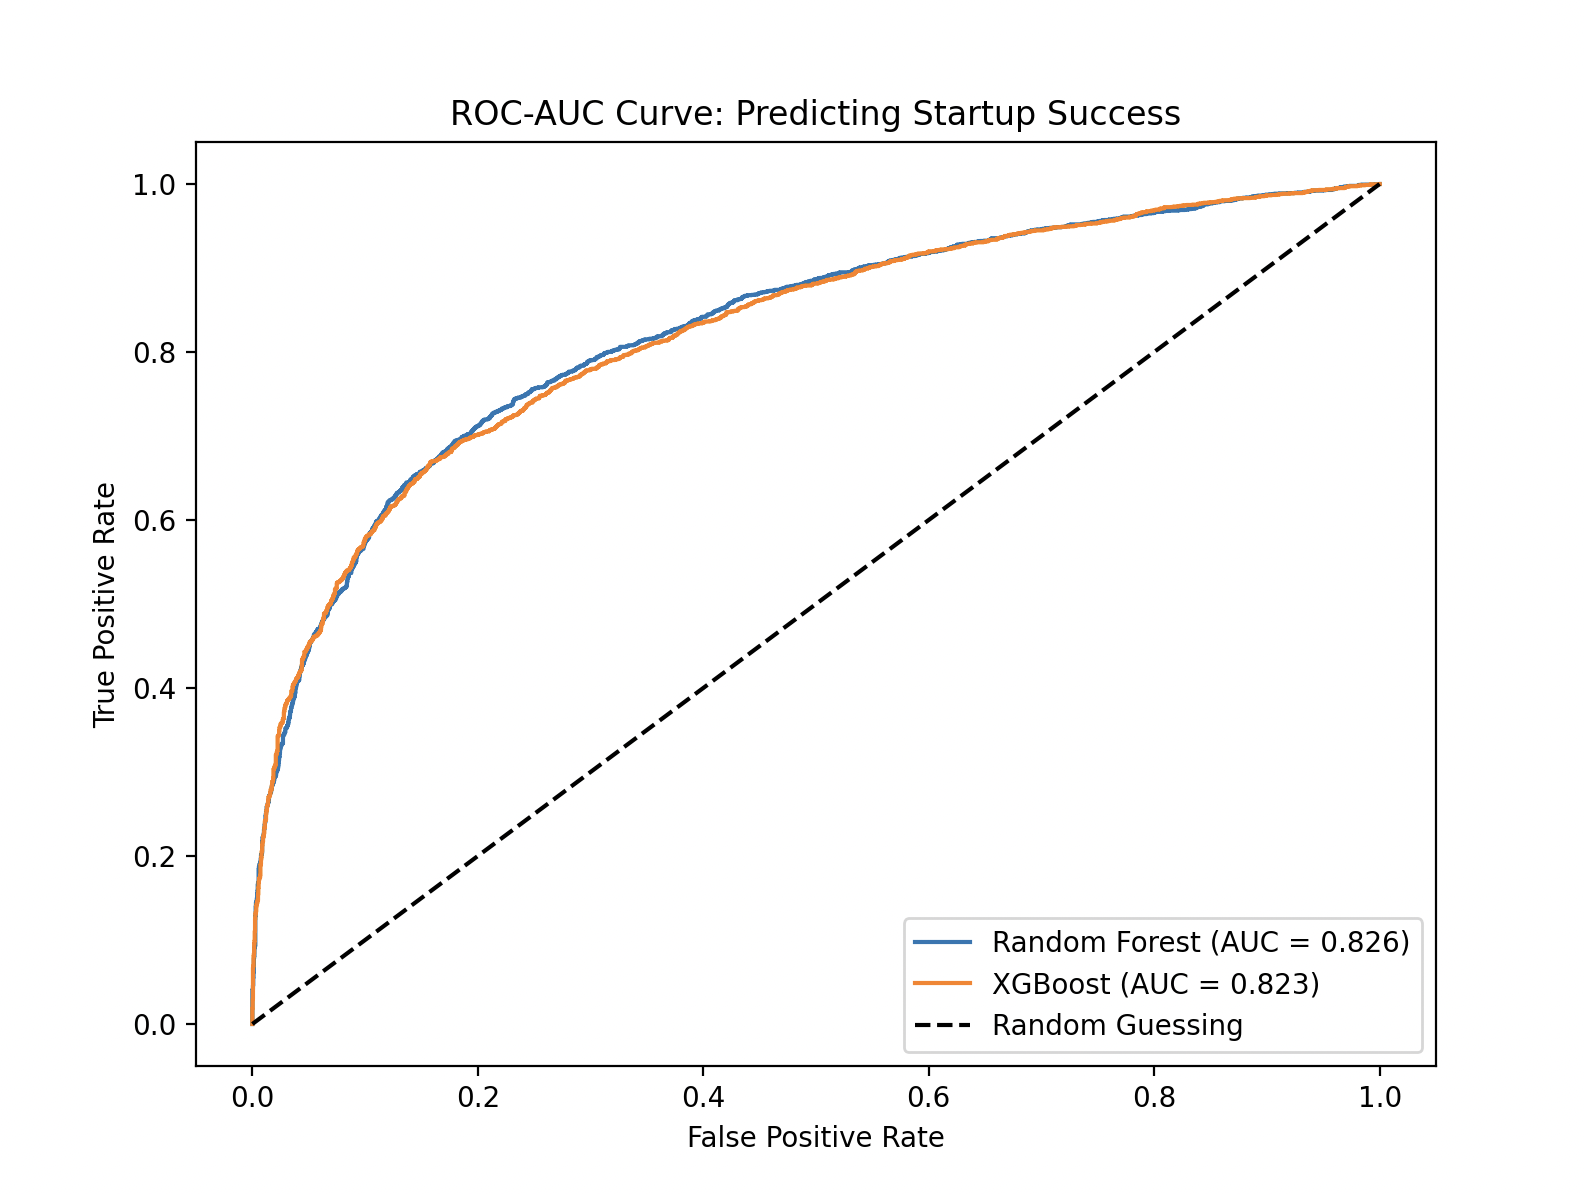 ROC-AUC Curve: Predicting Startup Success
1.0
0.8
0.6
0.4
0.2
0.0
True Positive Rate
Random Forest (AUC = 0.826)
XGBoost (AUC = 0.823)
Random Guessing
0.0 0.2 0.4 0.6 0.8 1.0
False Positive Rate